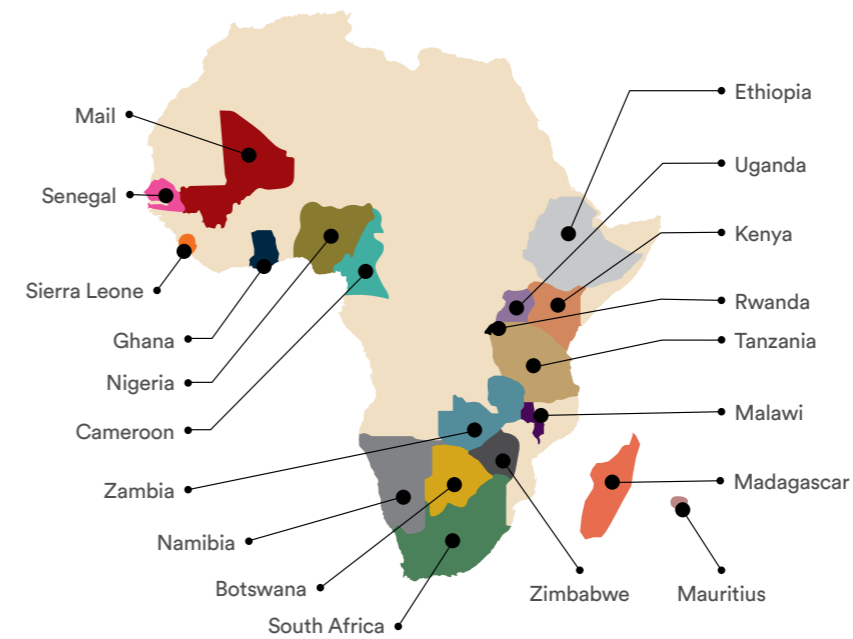 Mail
Senegal
Sierra Leone
Ghana
Nigeria
Cameroon
Zambia
Namibia
Botswana
South Africa
Ethiopia
Uganda
Kenya
Rwanda
Tanzania
Malawi
Madagascar
Zimbabwe
Mauritius